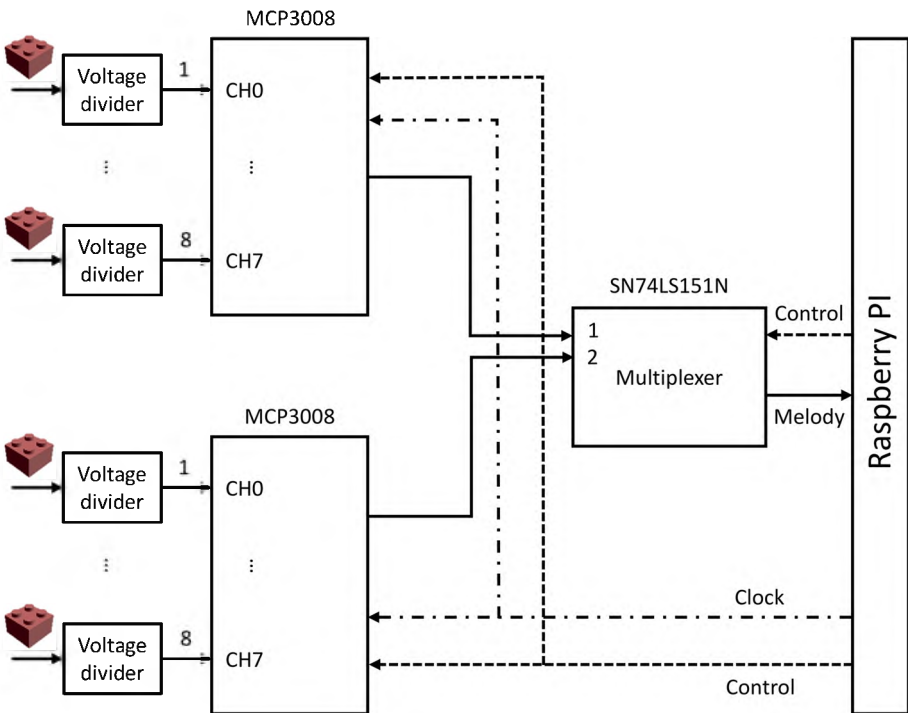 MCP3008
Voltage
divider
1
CH0
...
...
Voltage
divider
8
CH7
SN74LS151N
1
2
Multiplexer
Control
Melody
Raspberry PI
MCP3008
Voltage
divider
1
CH0
...
...
Voltage
divider
8
CH7
Clock
Control